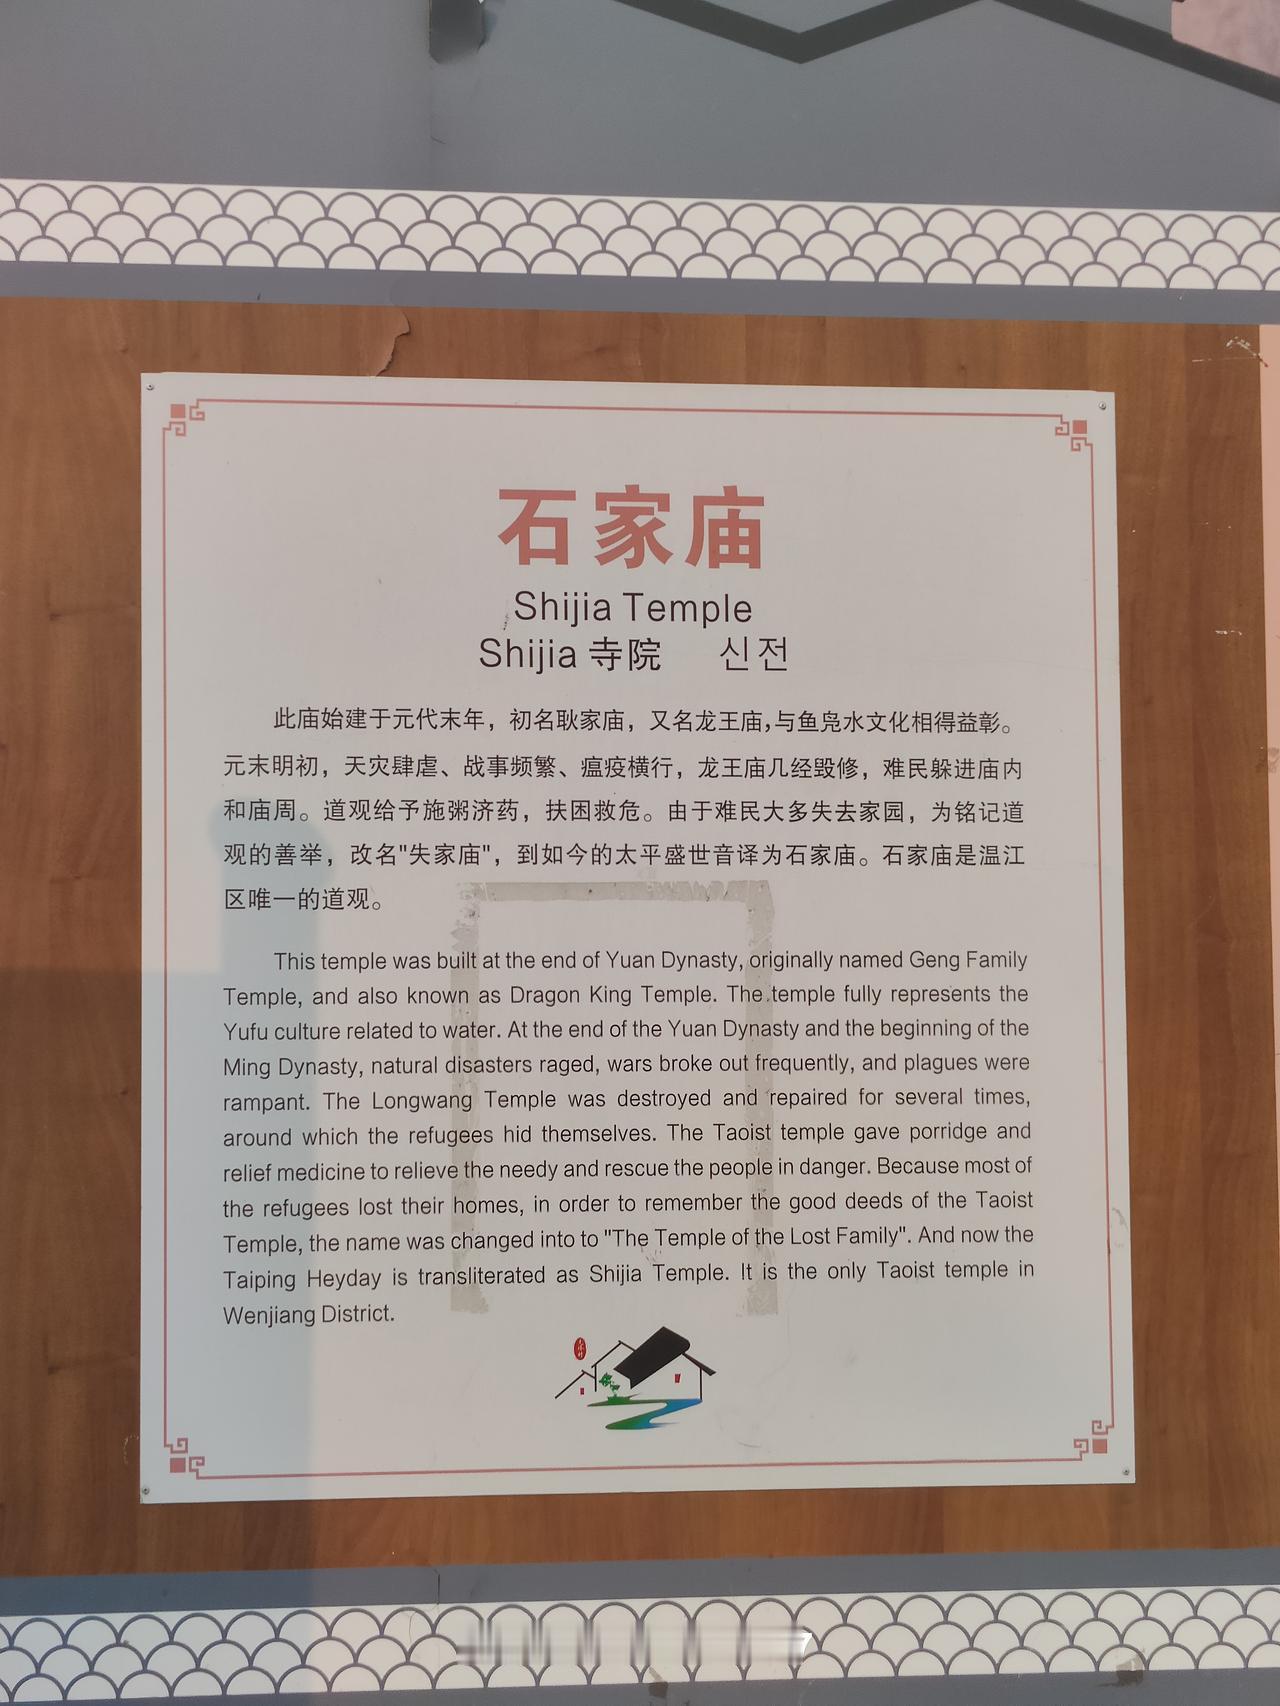 石家庙
Shijia Temple
Shijia 寺院 신전
此庙始建于元代末年，初名耿家庙，又名龙王庙，与鱼凫水文化相得益彰。
元末明初，天灾肆虐、战事频繁、瘟疫横行，龙王庙几经毁修，难民躲进庙内
和庙周。道观给予施粥济药，扶困救危。由于难民大多失去家园，为铭记道
观的善举，改名"失家庙"，到如今的太平盛世音译为石家庙。石家庙是温江
区唯一的道观。
This temple was built at the end of Yuan Dynasty, originally named Geng Family
Temple, and also known as Dragon King Temple. The temple fully represents the
Yufu culture related to water. At the end of the Yuan Dynasty and the beginning of the
Ming Dynasty, natural disasters raged, wars broke out frequently, and plagues were
rampant. The Longwang Temple was destroyed and repaired for several times,
around which the refugees hid themselves. The Taoist temple gave porridge and
relief medicine to relieve the needy and rescue the people in danger. Because most of
the refugees lost their homes, in order to remember the good deeds of the Taoist
Temple, the name was changed into to "The Temple of the Lost Family". And now the
Taiping Heyday is transliterated as Shijia Temple. It is the only Taoist temple in
Wenjiang District.